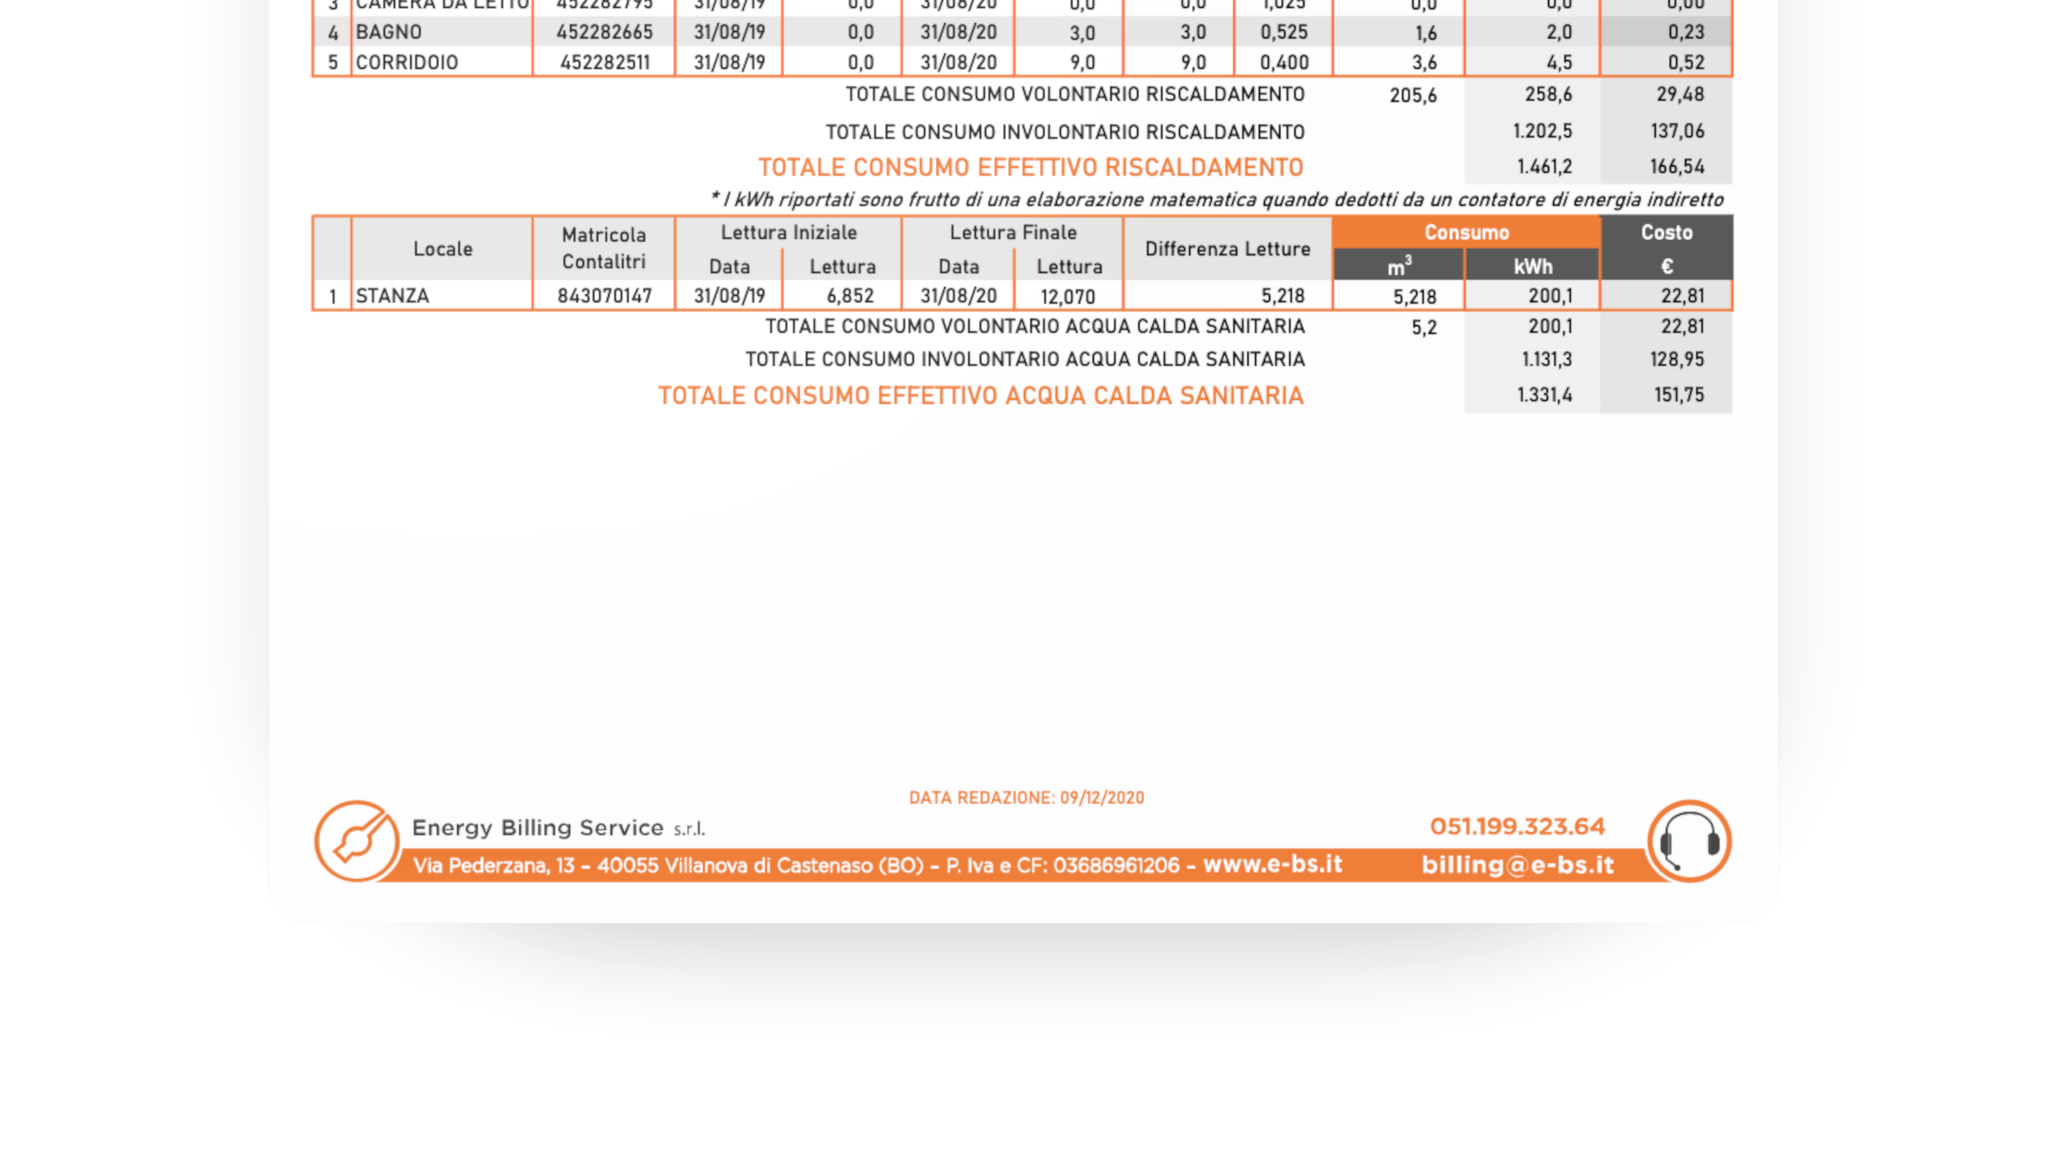 3 CAMERA DA LETTO 452282795 31/08/19 0,0 31/08/20 0,0 0,0 1,025 0,0 0,0 0,00
4 BAGNO 452282665 31/08/19 0,0 31/08/20 3,0 3,0 0,525 1,6 2,0 0,23
5 CORRIDOIO 452282511 31/08/19 0,0 31/08/20 9,0 9,0 0,400 3,6 4,5 0,52
TOTALE CONSUMO VOLONTARIO RISCALDAMENTO 205,6 258,6 29,48
TOTALE CONSUMO INVOLONTARIO RISCALDAMENTO 1.202,5 137,06
TOTALE CONSUMO EFFETTIVO RISCALDAMENTO 1.461,2 166,54
* I kWh riportati sono frutto di una elaborazione matematica quando dedotti da un contatore di energia indiretto
Locale Matricola Contalitri Lettura Iniziale Lettura Finale Differenza Letture Consumo Costo
Data Lettura Data Lettura m³ kWh €
1 STANZA 843070147 31/08/19 6,852 31/08/20 12,070 5,218 5,218 200,1 22,81
TOTALE CONSUMO VOLONTARIO ACQUA CALDA SANITARIA 5,2 200,1 22,81
TOTALE CONSUMO INVOLONTARIO ACQUA CALDA SANITARIA 1.131,3 128,95
TOTALE CONSUMO EFFETTIVO ACQUA CALDA SANITARIA 1.331,4 151,75
DATA REDAZIONE: 09/12/2020
Energy Billing Service s.r.l. 051.199.323.64
Via Pederzana, 13 – 40055 Villanova di Castenaso (BO) – P. Iva e CF: 03686961206 – www.e-bs.it billing@e-bs.it